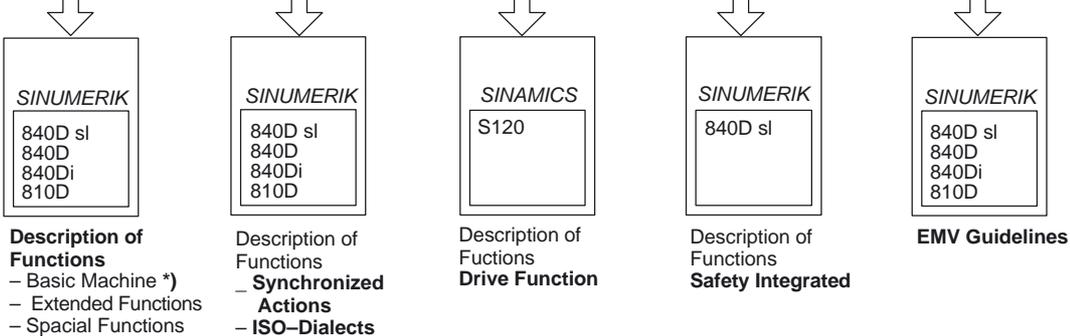 SINUMERIK
840D sl
840D
840Di
810D
Description of
Functions
– Basic Machine *)
– Extended Functions
– Spacial Functions
SINUMERIK
840D sl
840D
840Di
810D
Description of
Functions
_ Synchronized
Actions
– ISO–Dialects
SINAMICS
S120
Description of
Fuctions
Drive Function
SINUMERIK
840D sl
Description of
Functions
Safety Integrated
SINUMERIK
840D sl
840D
840Di
810D
EMV Guidelines